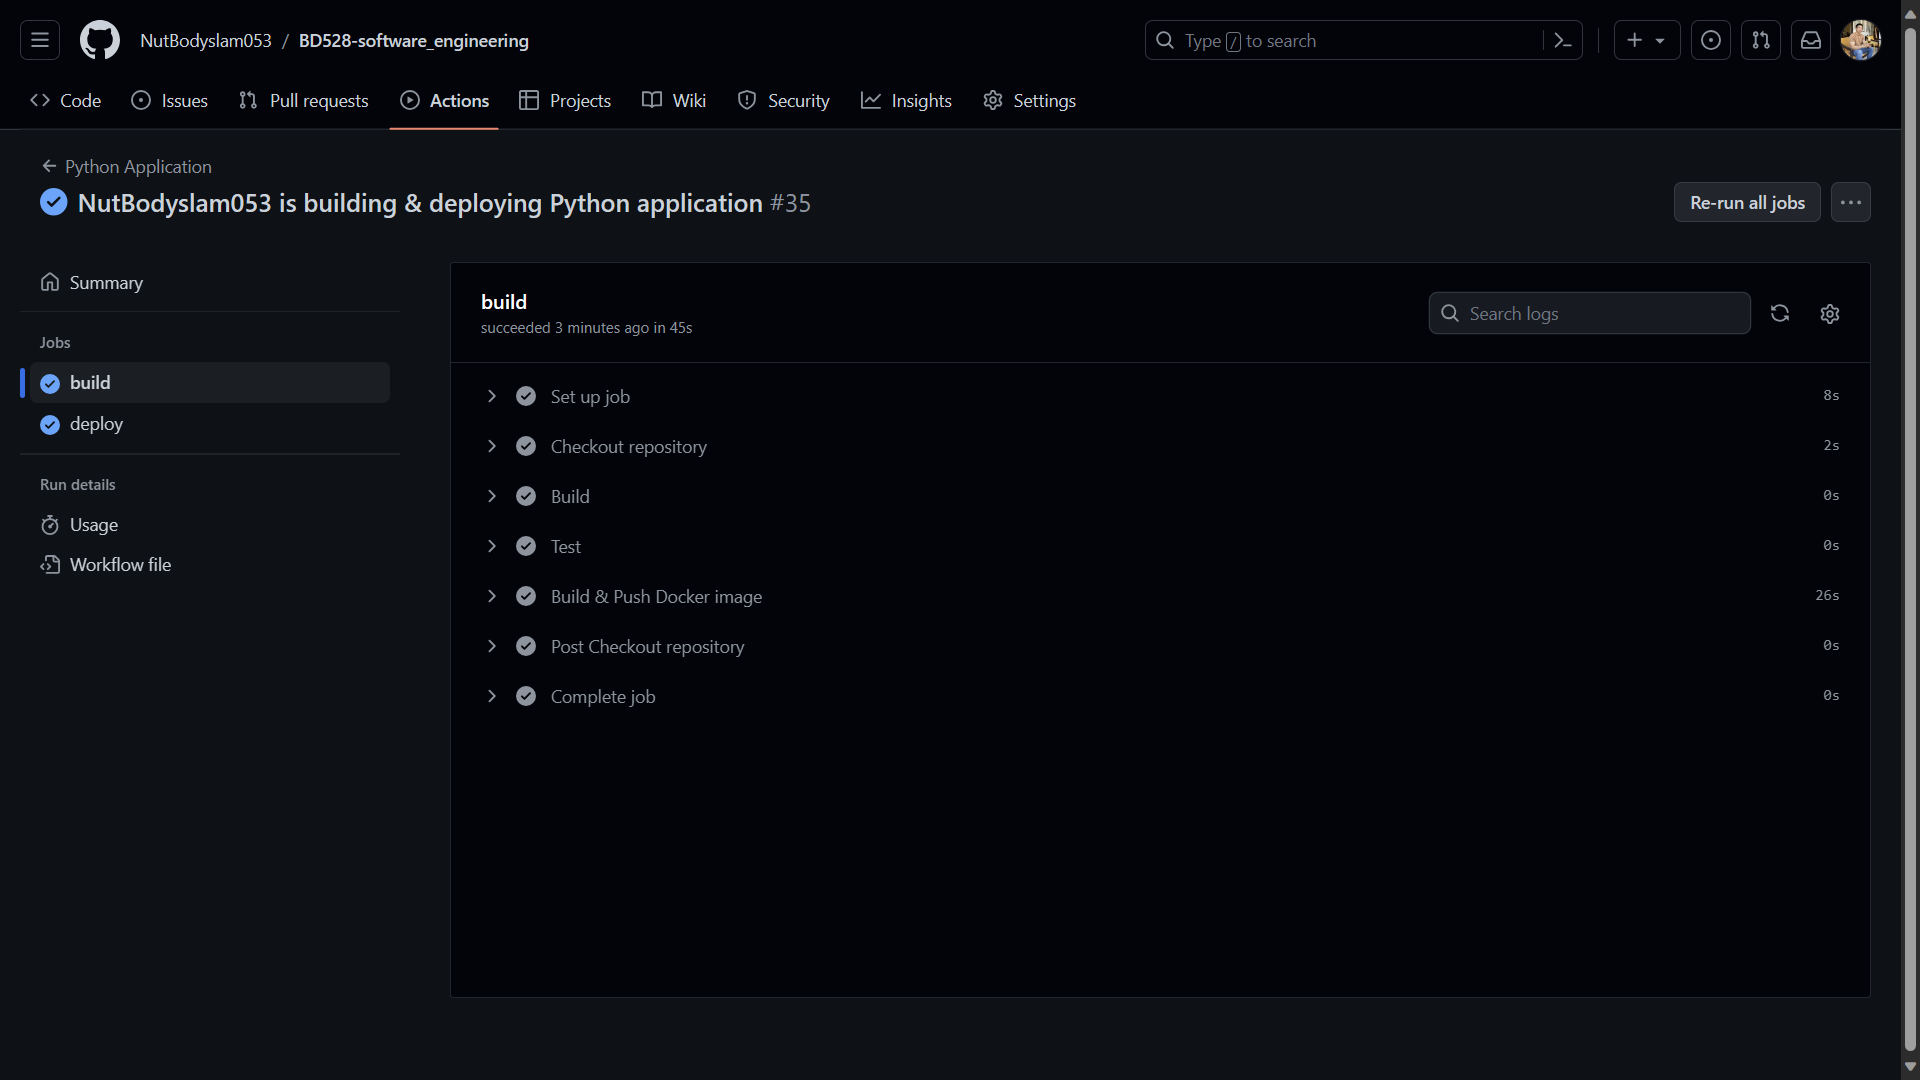 NutBodyslam053 / BD528-software_engineering
Type / to search
Code
Issues
Pull requests
Actions
Projects
Wiki
Security
Insights
Settings
Python Application
NutBodyslam053 is building & deploying Python application #35
Re-run all jobs
Summary
Jobs
build
deploy
Run details
Usage
Workflow file
build
succeeded 3 minutes ago in 45s
Search logs
Set up job 8s
Checkout repository 2s
Build 0s
Test 0s
Build & Push Docker image 26s
Post Checkout repository 0s
Complete job 0s